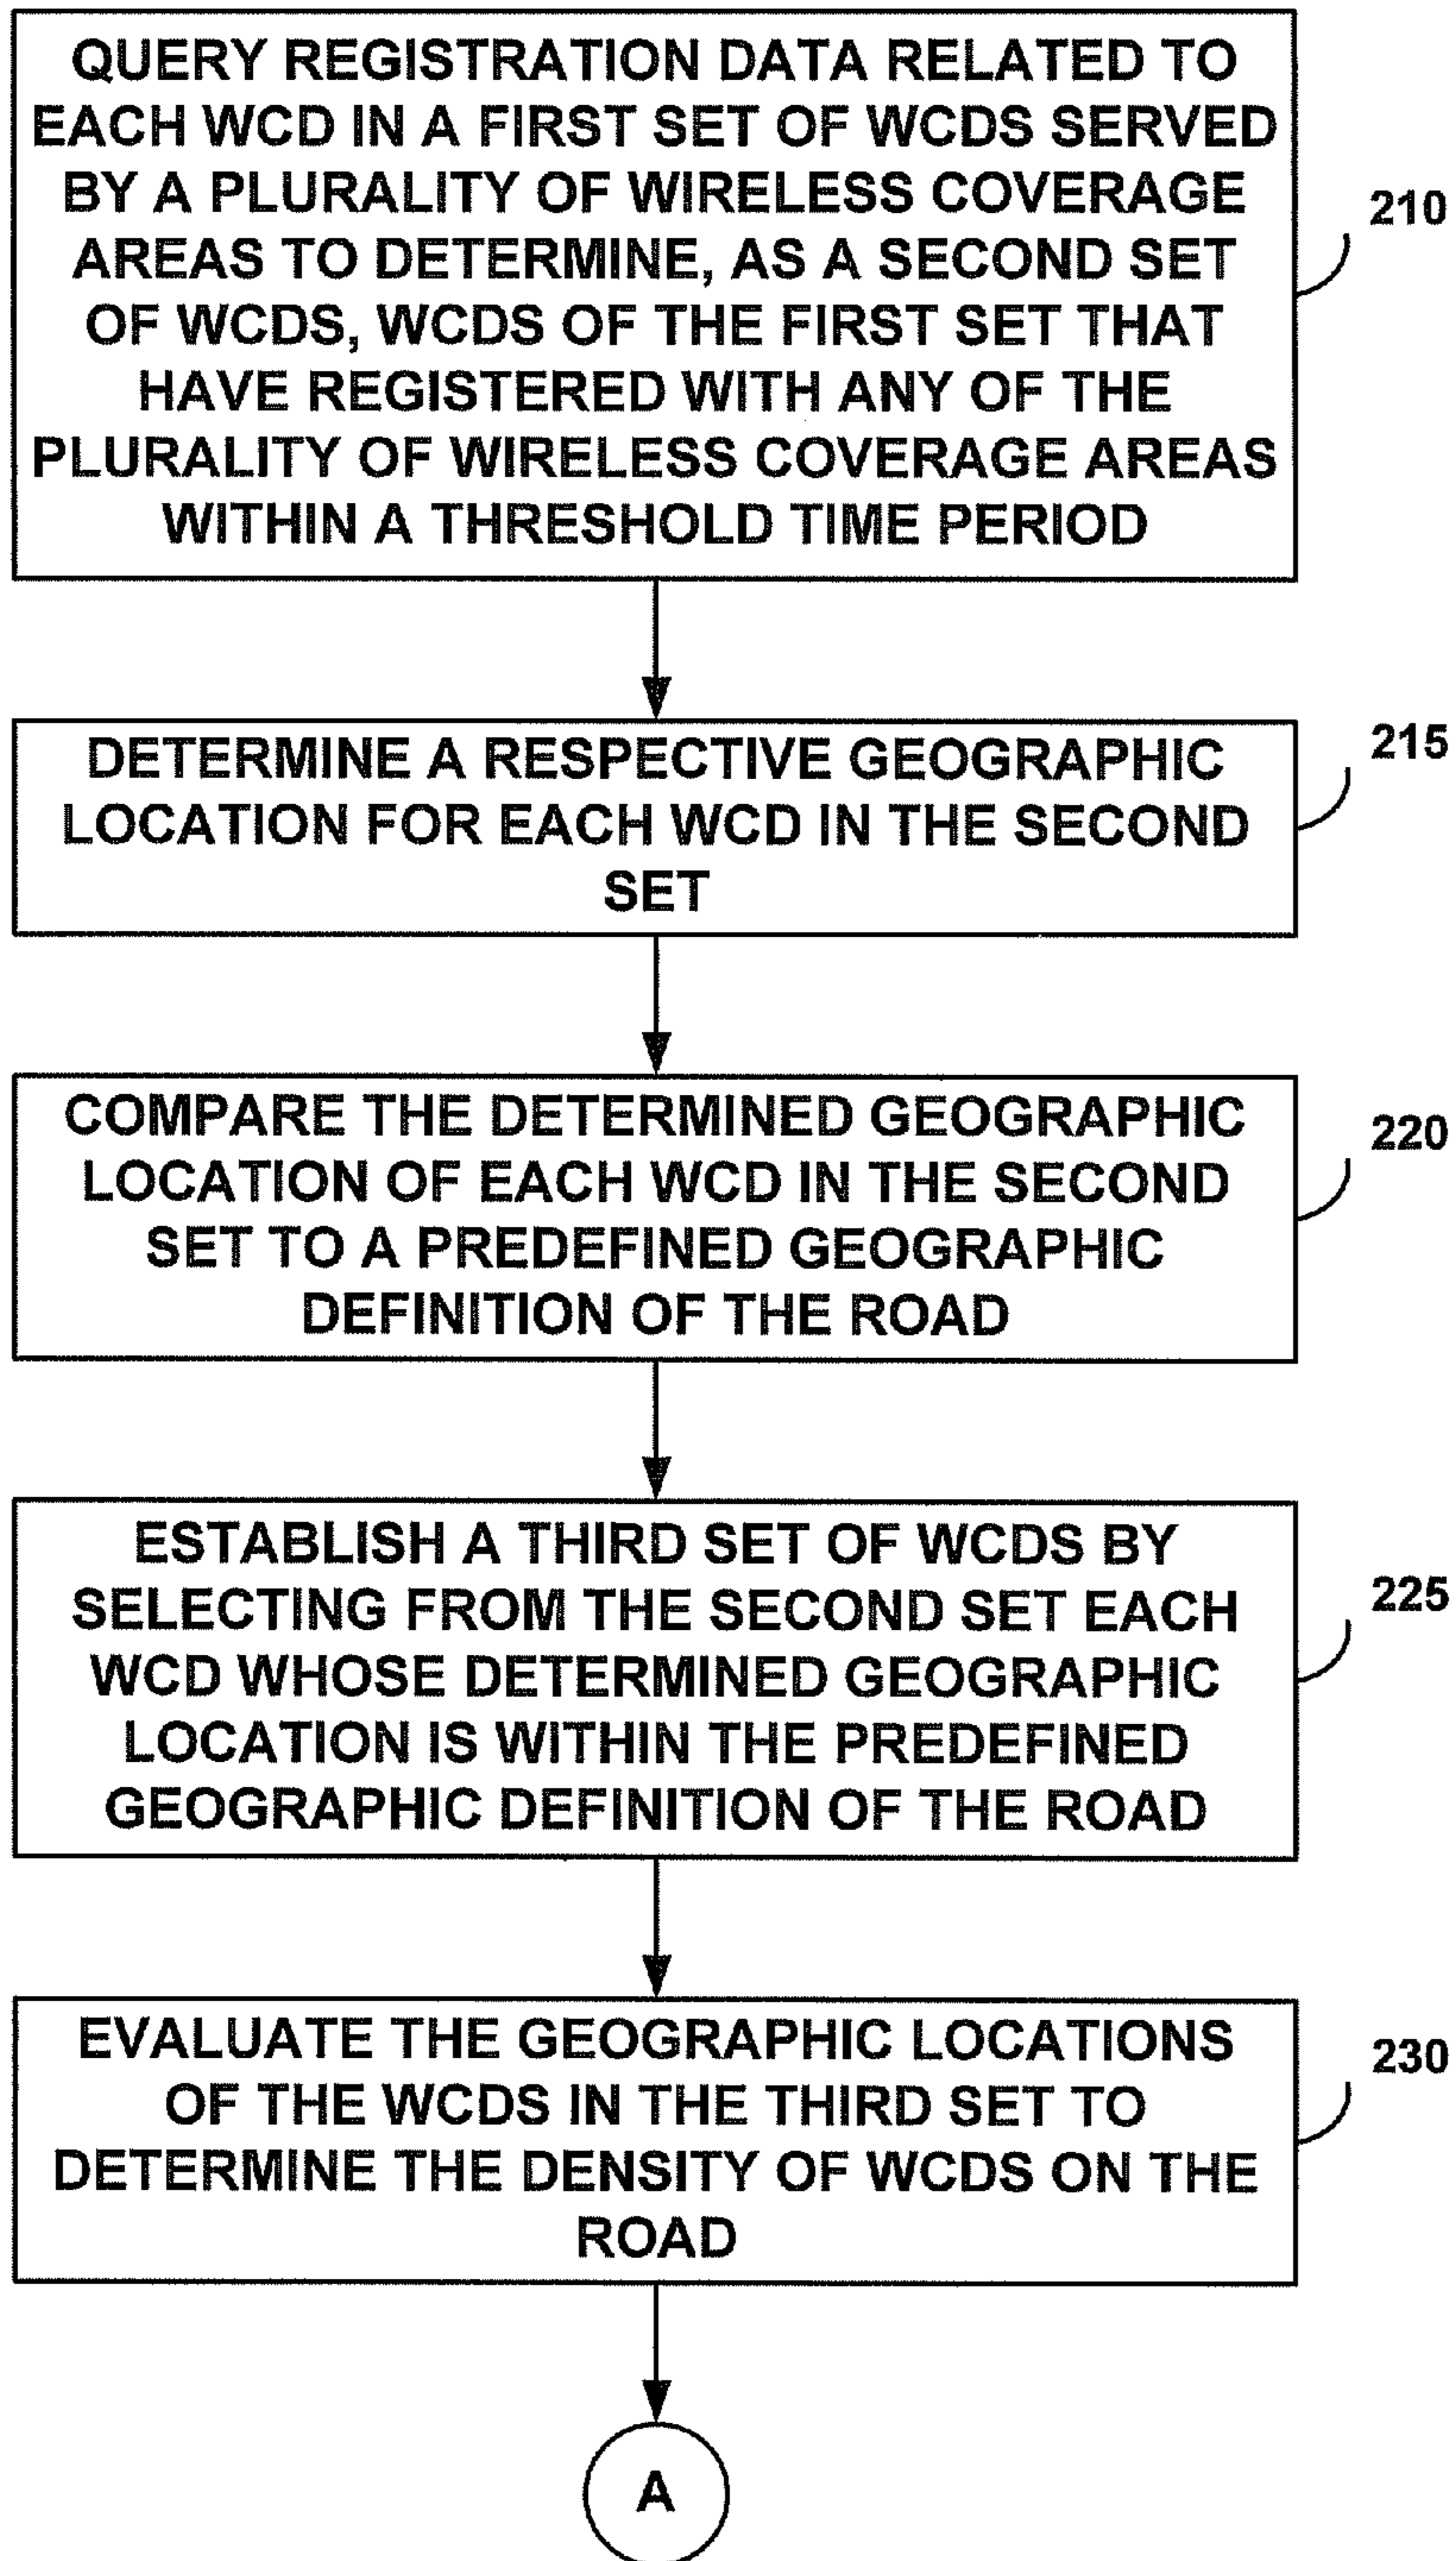 QUERY REGISTRATION DATA RELATED TO
EACH WCD IN A FIRST SET OF WCDS SERVED
BY A PLURALITY OF WIRELESS COVERAGE
AREAS TO DETERMINE, AS A SECOND SET
OF WCDS, WCDS OF THE FIRST SET THAT
HAVE REGISTERED WITH ANY OF THE
PLURALITY OF WIRELESS COVERAGE AREAS
WITHIN A THRESHOLD TIME PERIOD
210
DETERMINE A RESPECTIVE GEOGRAPHIC
LOCATION FOR EACH WCD IN THE SECOND
SET
215
COMPARE THE DETERMINED GEOGRAPHIC
LOCATION OF EACH WCD IN THE SECOND
SET TO A PREDEFINED GEOGRAPHIC
DEFINITION OF THE ROAD
220
ESTABLISH A THIRD SET OF WCDS BY
SELECTING FROM THE SECOND SET EACH
WCD WHOSE DETERMINED GEOGRAPHIC
LOCATION IS WITHIN THE PREDEFINED
GEOGRAPHIC DEFINITION OF THE ROAD
225
EVALUATE THE GEOGRAPHIC LOCATIONS
OF THE WCDS IN THE THIRD SET TO
DETERMINE THE DENSITY OF WCDS ON THE
ROAD
230
A